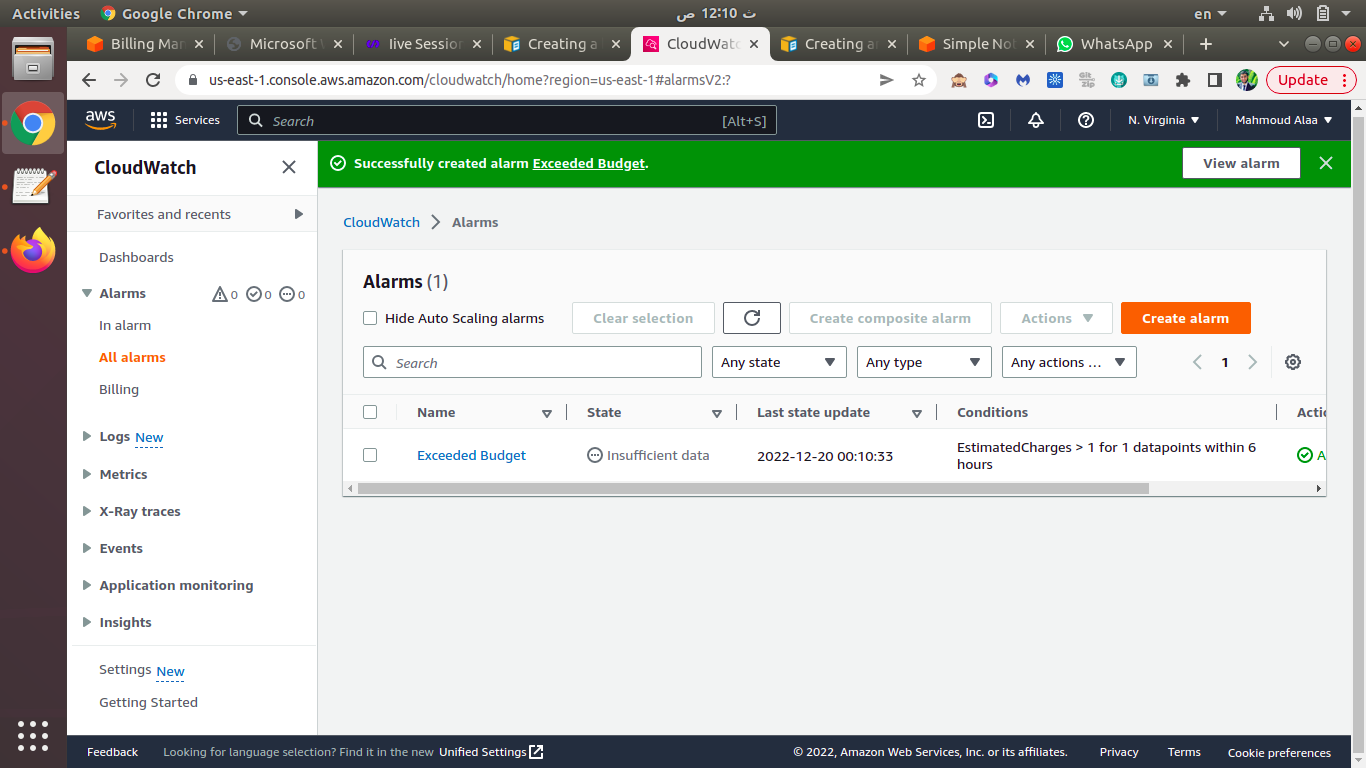 Activities
Google Chrome
ث 12:10 ص
en
Billing Mar
Microsoft
live Session
Creating a
CloudWatc
Creating a
Simple No
WhatsApp
us-east-1.console.aws.amazon.com/cloudwatch/home?region=us-east-1#alarmsV2:?
Git
Zip
Update
aws
Services
Search
[Alt+S]
N. Virginia
Mahmoud Alaa
CloudWatch
Successfully created alarm Exceeded Budget.
View alarm
Favorites and recents
CloudWatch
Alarms
Dashboards
Alarms
0
0
0
In alarm
All alarms
Billing
Logs New
Metrics
X-Ray traces
Events
Application monitoring
Insights
Settings New
Getting Started
Alarms (1)
Hide Auto Scaling alarms
Clear selection
Create composite alarm
Actions
Create alarm
Search
Any state
Any type
Any actions ...
1
Name
State
Last state update
Conditions
Actic
Exceeded Budget
Insufficient data
2022-12-20 00:10:33
EstimatedCharges > 1 for 1 datapoints within 6
hours
A
Feedback
Looking for language selection? Find it in the new Unified Settings
© 2022, Amazon Web Services, Inc. or its affiliates.
Privacy
Terms
Cookie preferences